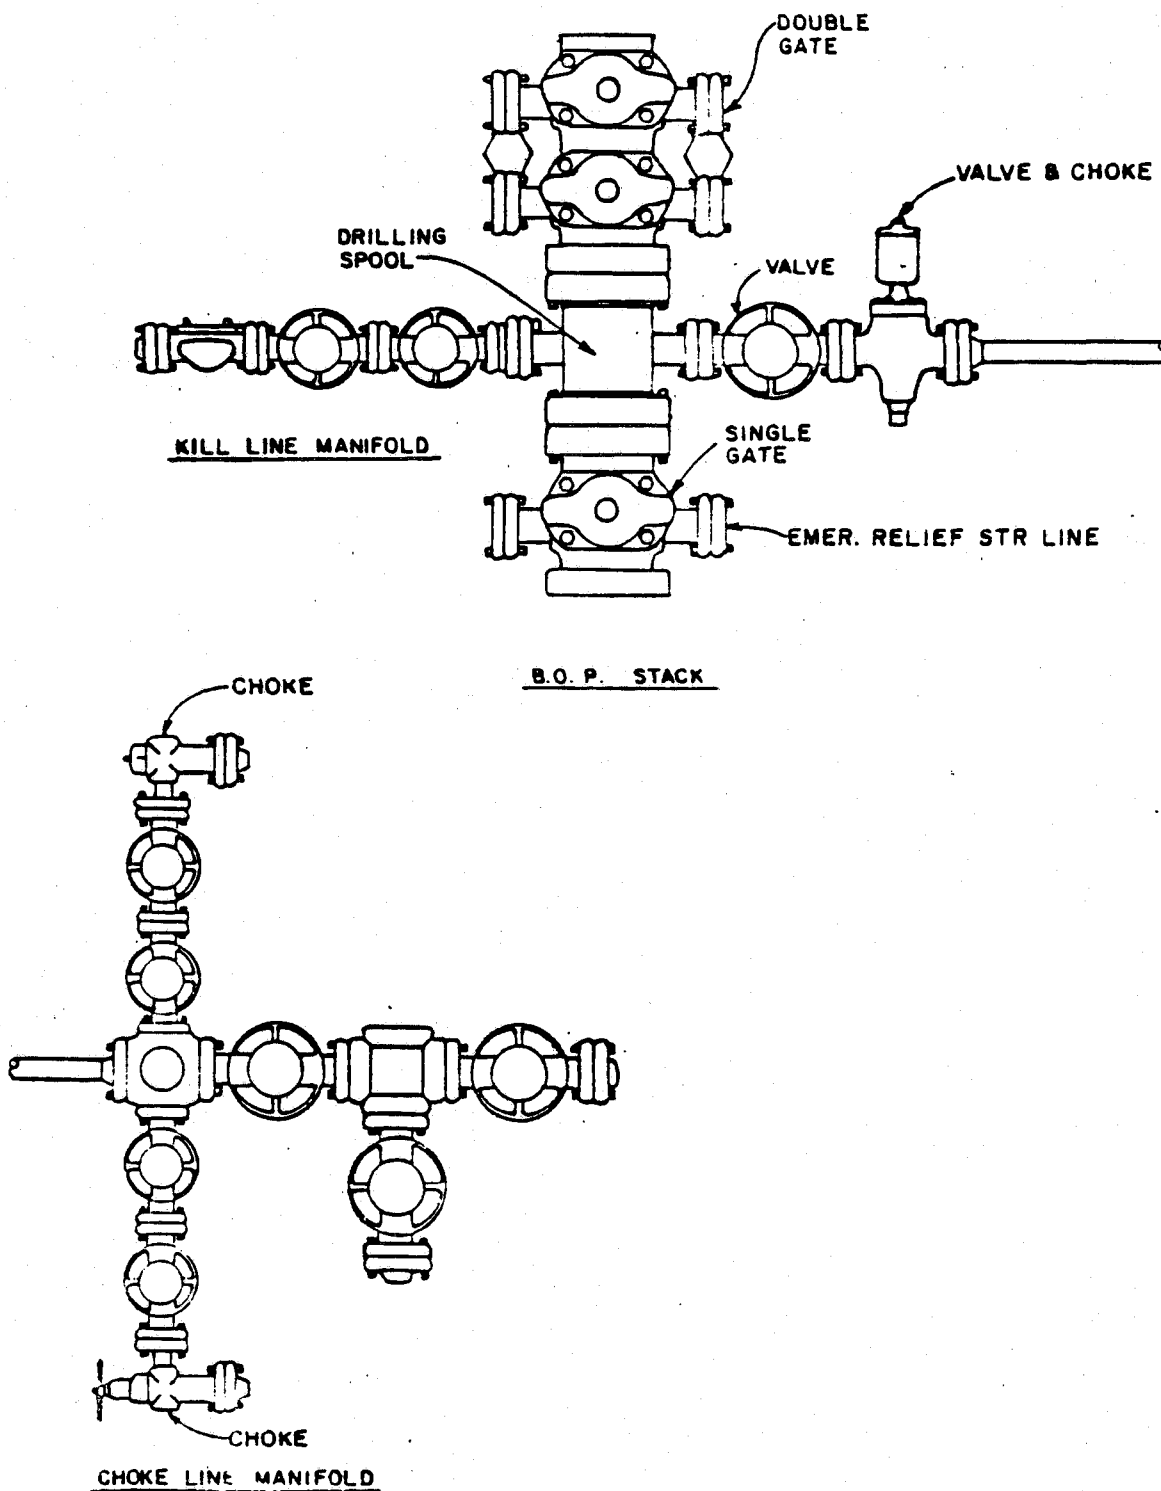 DOUBLE
GATE
VALVE & CHOKE
DRILLING
SPOOL
VALVE
KILL LINE MANIFOLD
SINGLE
GATE
EMER. RELIEF STR LINE
B.O.P. STACK
CHOKE
CHOKE
CHOKE LINE MANIFOLD